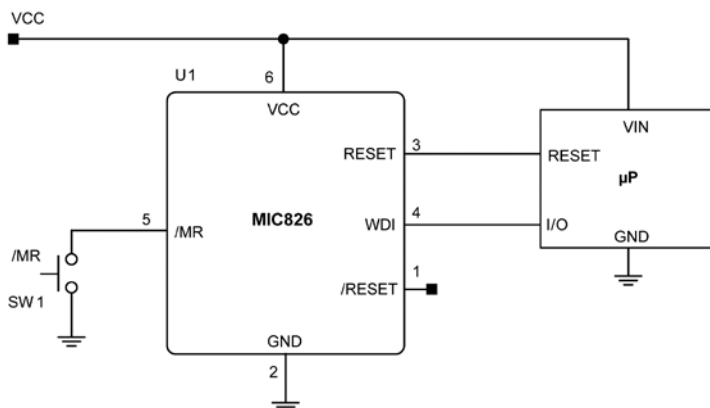 VCC
U1
6
VCC
VIN
RESET
3
RESET
µP
5
/MR
MIC826
WDI
4
I/O
/MR
GND
SW1
/RESET
1
GND
2